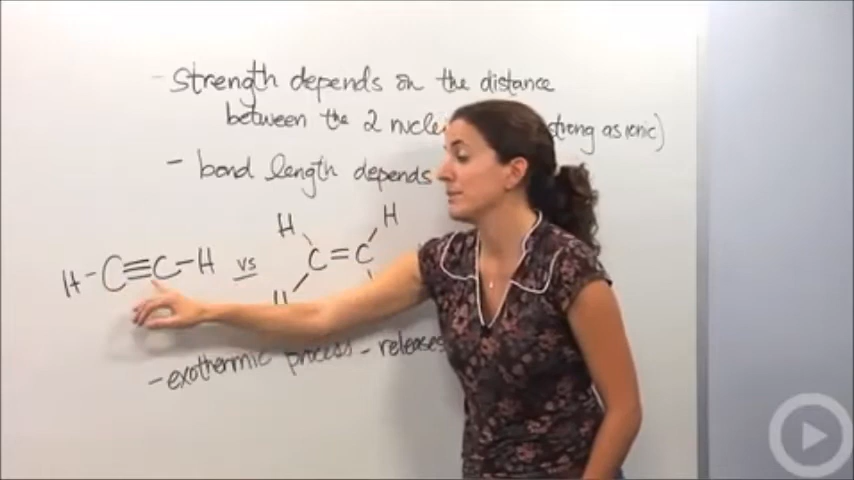 - Strength depends on the distance
between the 2 nuclei strong as ionic)
- bond length depends
H H
H-C≡C-H vs C=C
H
- exothermic process - releases